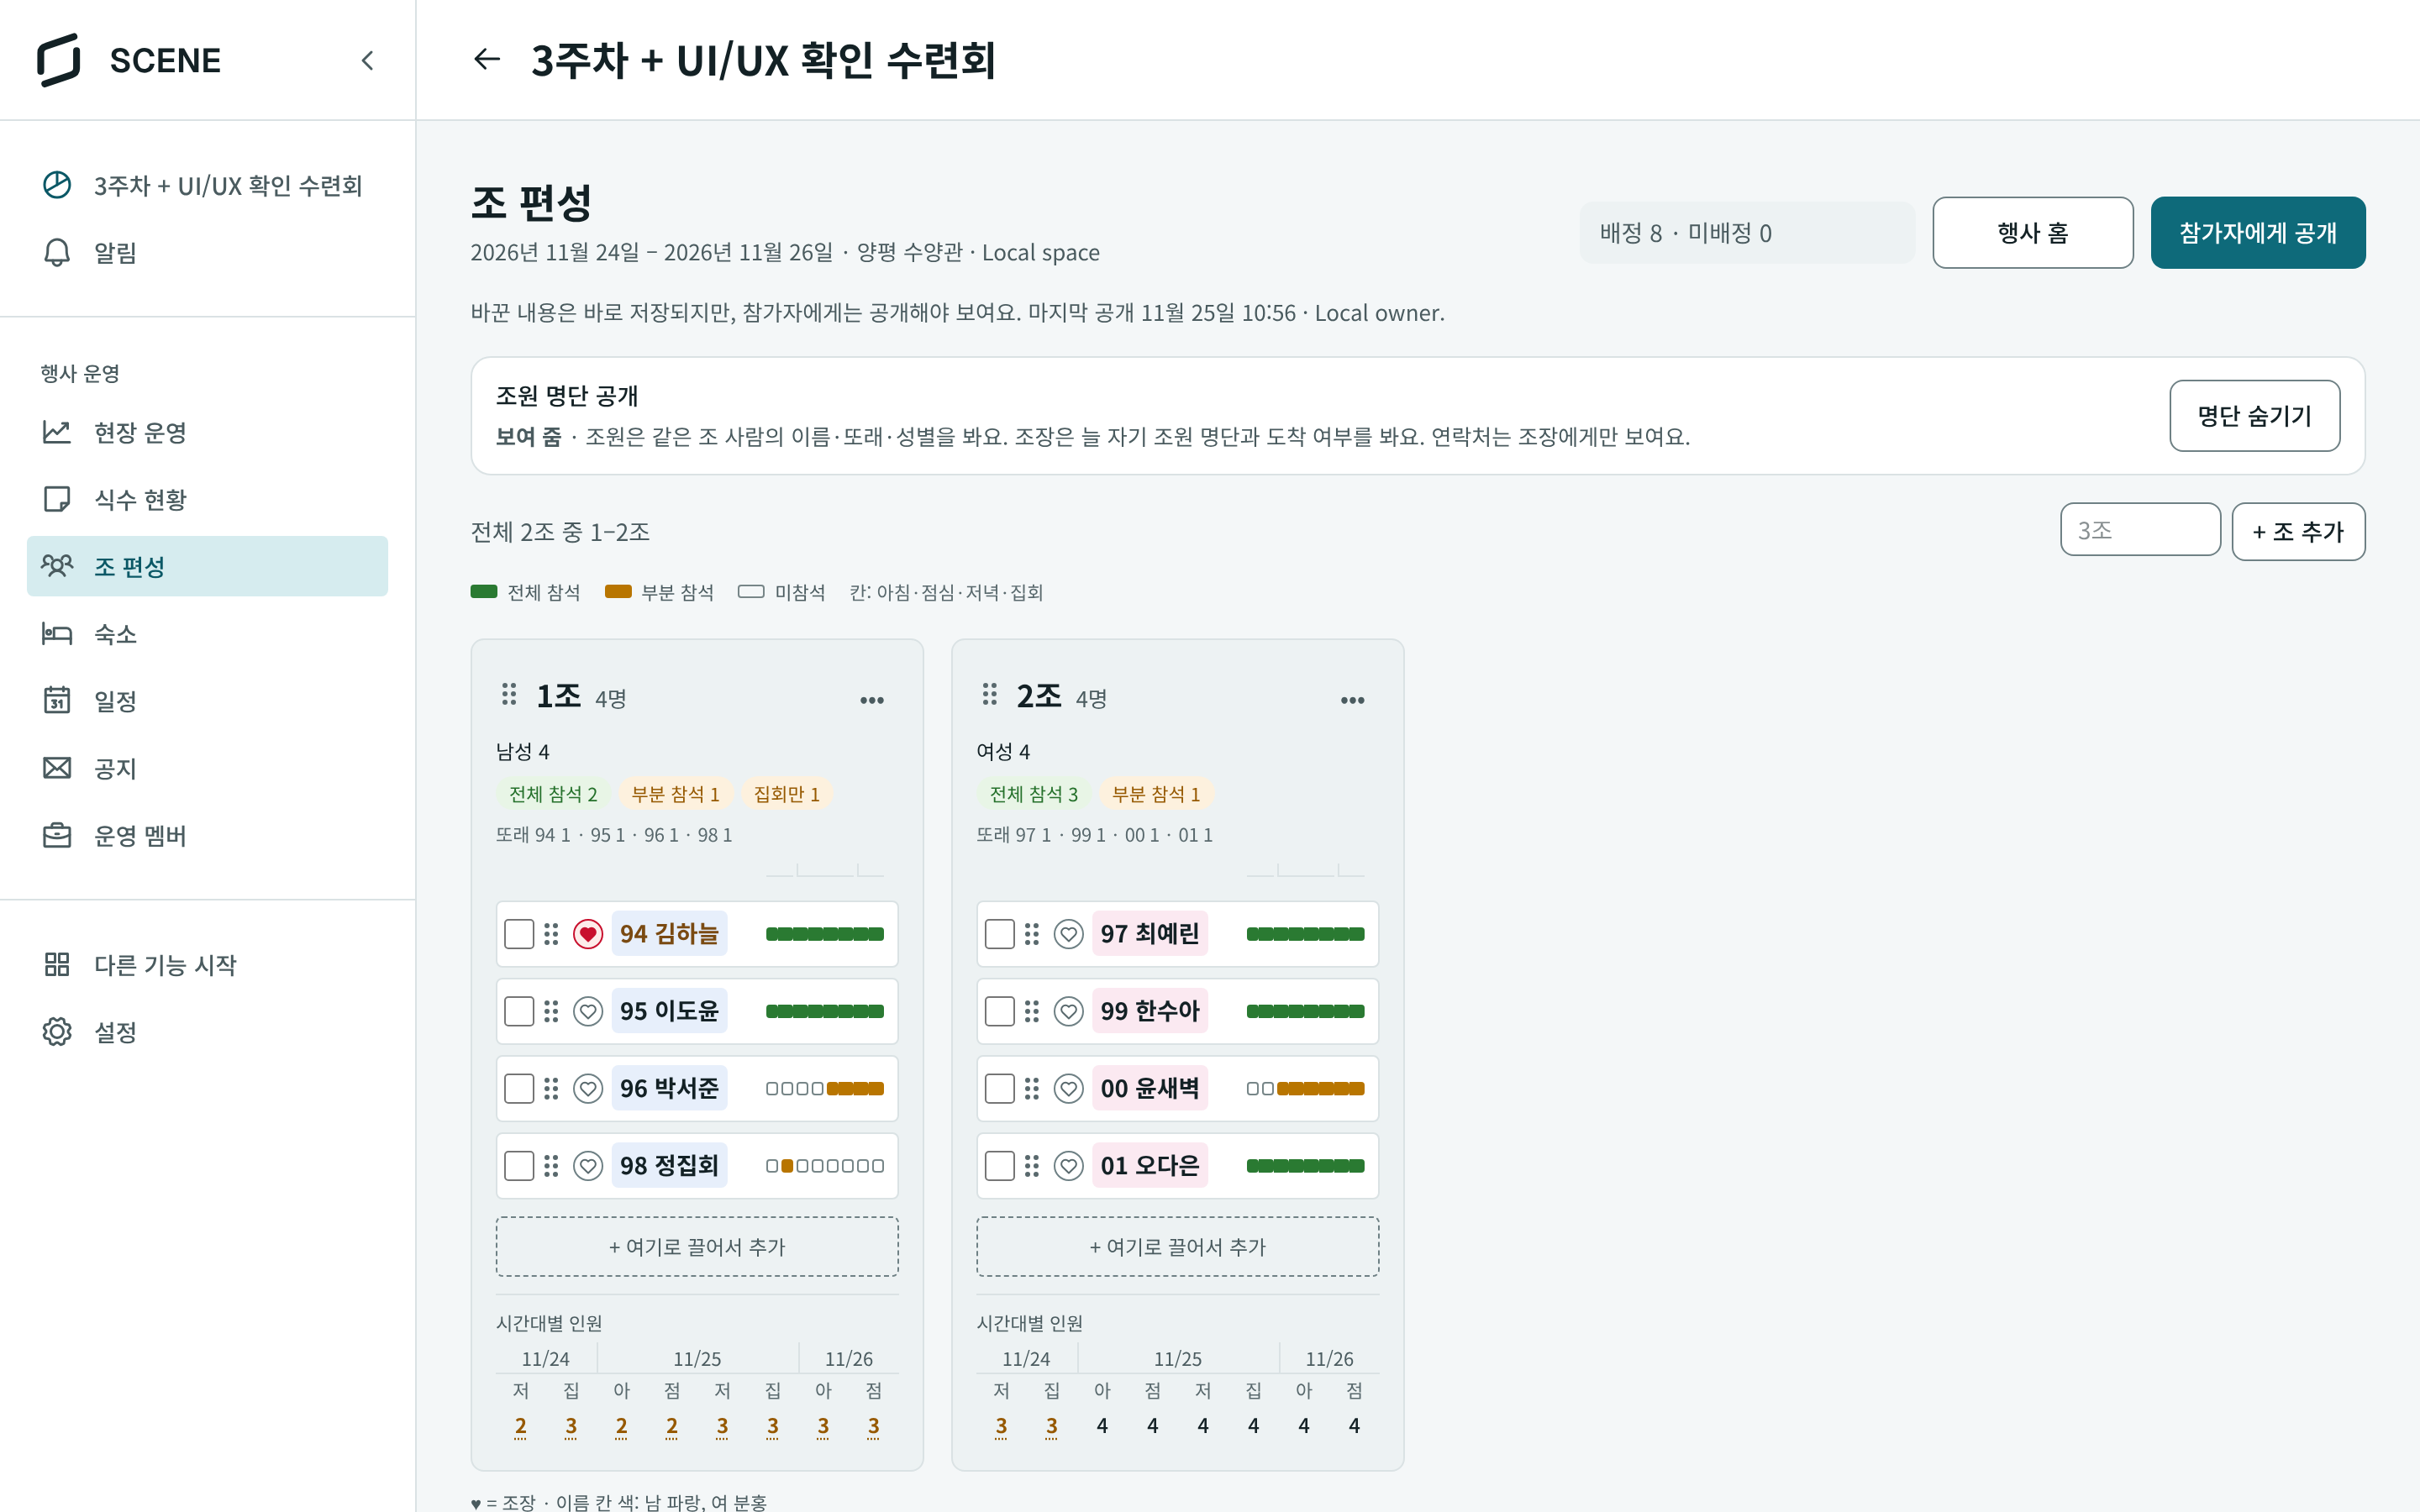 SCENE
3주차 + UI/UX 확인 수련회
3주차 + UI/UX 확인 수련회
알림
행사 운영
현장 운영
식수 현황
조 편성
숙소
일정
공지
운영 멤버
다른 기능 시작
설정
조 편성
2026년 11월 24일 – 2026년 11월 26일 · 양평 수양관 · Local space
배정 8 · 미배정 0
행사 홈
참가자에게 공개
바꾼 내용은 바로 저장되지만, 참가자에게는 공개해야 보여요. 마지막 공개 11월 25일 10:56 · Local owner.
조원 명단 공개
보여 줌 · 조원은 같은 조 사람의 이름·또래·성별을 봐요. 조장은 늘 자기 조원 명단과 도착 여부를 봐요. 연락처는 조장에게만 보여요.
명단 숨기기
전체 2조 중 1–2조
3조
+ 조 추가
전체 참석 부분 참석 미참석 칸: 아침·점심·저녁·집회
1조 4명
남성 4
전체 참석 2 부분 참석 1 집회만 1
또래 94 1 · 95 1 · 96 1 · 98 1
94 김하늘
95 이도윤
96 박서준
98 정집회
+ 여기로 끌어서 추가
시간대별 인원
11/24 11/25 11/26
저 집 아 점 저 집 아 점
2 3 2 2 3 3 3 3
2조 4명
여성 4
전체 참석 3 부분 참석 1
또래 97 1 · 99 1 · 00 1 · 01 1
97 최예린
99 한수아
00 윤새벽
01 오다은
+ 여기로 끌어서 추가
시간대별 인원
11/24 11/25 11/26
저 집 아 점 저 집 아 점
3 3 4 4 4 4 4 4
♥ = 조장 · 이름 칸 색: 남 파랑, 여 분홍